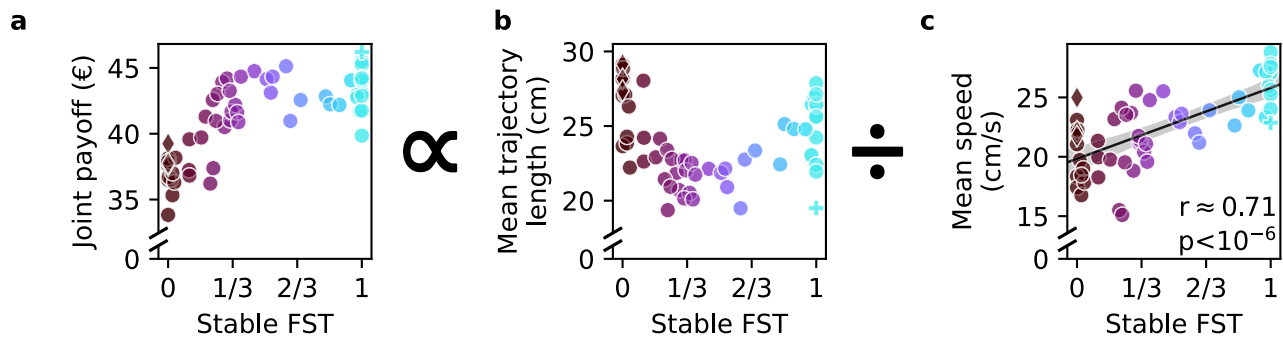 a
Joint payoff (€)
45
40
35
0
0 1/3 2/3 1
Stable FST
∝
b
Mean trajectory
length (cm)
30
25
20
0
0 1/3 2/3 1
Stable FST
÷
c
Mean speed
(cm/s)
25
20
15
0
r ≈ 0.71
p<10⁻⁶
0 1/3 2/3 1
Stable FST